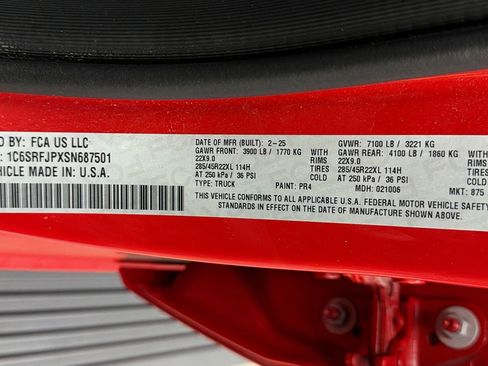 D BY: FCA US LLC
: 1C6SRFJPXSN687501
EHICLE MADE IN: U.S.A.
DATE OF MFR (BUILT): 2-25 GVWR: 7100 LB / 3221 KG
GAWR FRONT: 3900 LB / 1770 KG WITH GAWR REAR: 4100 LB / 1860 KG WITH
22X9.0 RIMS 22X9.0 RIMS
285/45R22XL 114H TIRES 285/45R22XL 114H TIRES
AT 250 kPa / 36 PSI COLD AT 250 kPa / 36 PSI COLD
TYPE: TRUCK PAINT: PR4 MDH: 021006 MKT: 875
THIS VEHICLE CONFORMS TO ALL APPLICABLE U.S.A. FEDERAL MOTOR VEHICLE SAFETY
STANDARDS IN EFFECT ON THE DATE OF MANUFACTURE SHOWN ABOVE